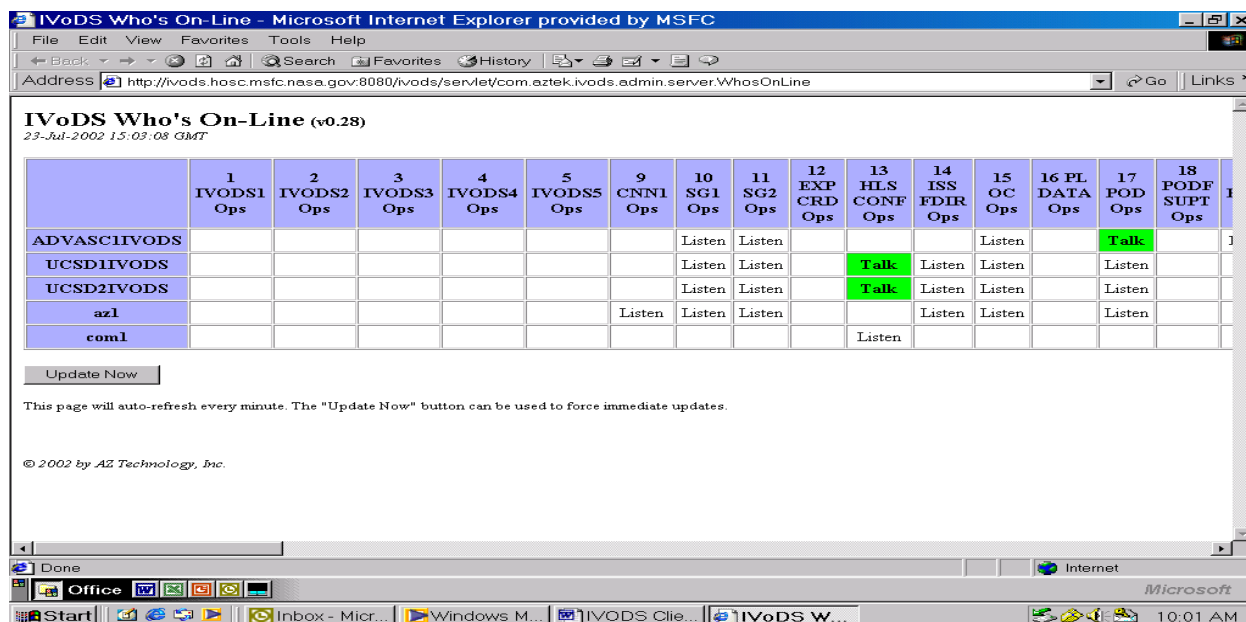 IVoDS Who's On-Line - Microsoft Internet Explorer provided by MSFC
File Edit View Favorites Tools Help
Back Search Favorites History
Address http://ivods.hosc.msfc.nasa.gov:8080/ivods/servlet/com.aztek.ivods.admin.server.WhosOnLine Go Links
IVoDS Who's On-Line (v0.28)
23-Jul-2002 15:03:08 GMT
1 IVODS1 Ops 2 IVODS2 Ops 3 IVODS3 Ops 4 IVODS4 Ops 5 IVODS5 Ops 9 CNN1 Ops 10 SG1 Ops 11 SG2 Ops 12 EXP CRD Ops 13 HLS CONF Ops 14 ISS FDIR Ops 15 OC Ops 16 PL DATA Ops 17 POD Ops 18 PODF SUPT Ops
ADVASC1IVODS Listen Listen Listen Talk
UCSD1IVODS Listen Listen Talk Listen Listen Listen
UCSD2IVODS Listen Listen Talk Listen Listen Listen
az1 Listen Listen Listen Listen Listen Listen
com1 Listen
Update Now
This page will auto-refresh every minute. The "Update Now" button can be used to force immediate updates.
© 2002 by AZ Technology, Inc.
Done Internet
Office Microsoft
Start Inbox - Micr... Windows M... IVODS Clie... IVoDS W... 10:01 AM